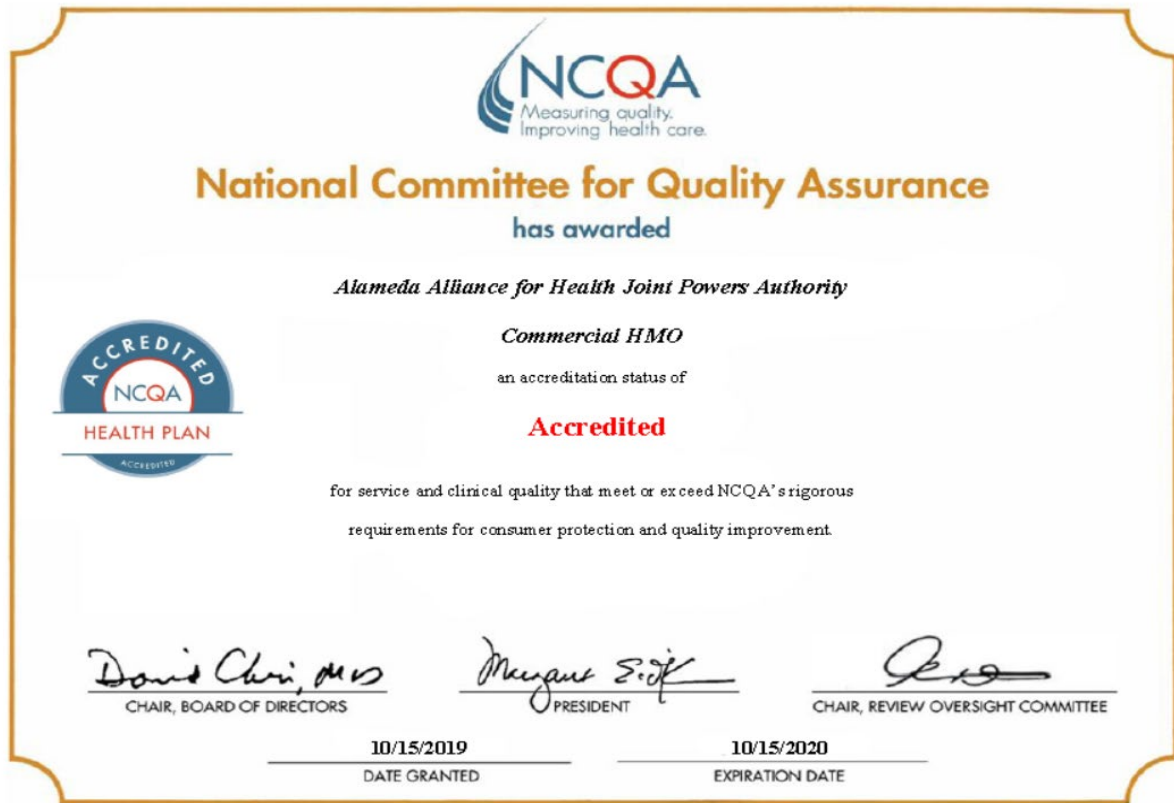 NCQA
Measuring quality.
Improving health care.
National Committee for Quality Assurance
has awarded
Alameda Alliance for Health Joint Powers Authority
Commercial HMO
an accreditation status of
Accredited
ACCREDITED
NCQA
HEALTH PLAN
ACCREDITED
for service and clinical quality that meet or exceed NCQA's rigorous
requirements for consumer protection and quality improvement.
CHAIR, BOARD OF DIRECTORS
PRESIDENT
CHAIR, REVIEW OVERSIGHT COMMITTEE
10/15/2019
10/15/2020
DATE GRANTED
EXPIRATION DATE